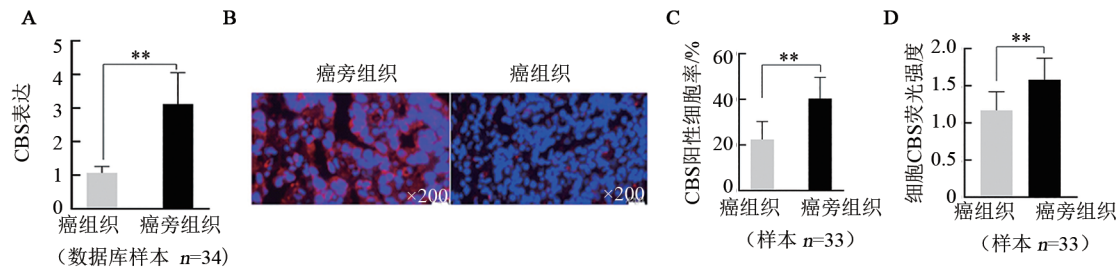 A
CBS表达
5
4
3
2
1
0
**
癌组织
癌旁组织
（数据库样本 n=34）
B
癌旁组织
癌组织
×200
×200
C
CBS阳性细胞率/%
60
40
20
0
**
癌组织
癌旁组织
（样本 n=33）
D
细胞CBS荧光强度
2.0
1.5
1.0
0.5
0
**
癌组织
癌旁组织
（样本 n=33）